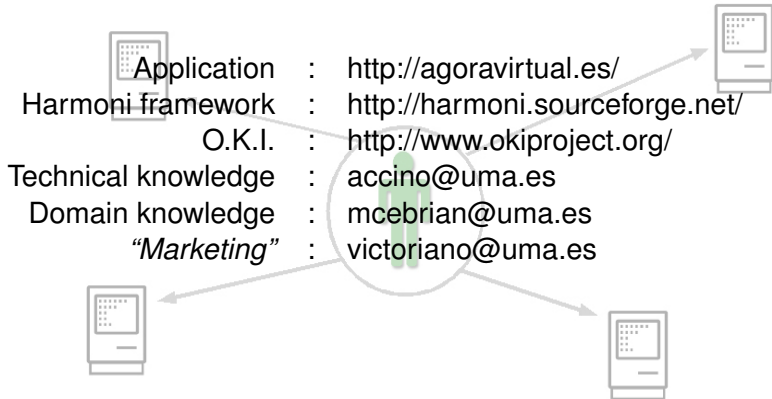 Application : http://agoravirtual.es/
Harmoni framework : http://harmoni.sourceforge.net/
O.K.I. : http://www.okiproject.org/
Technical knowledge : accino@uma.es
Domain knowledge : mcebrian@uma.es
“Marketing” : victoriano@uma.es